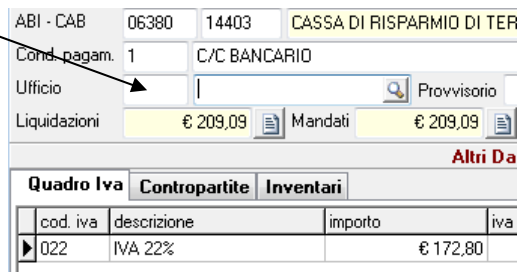 ABI - CAB 06380 14403 CASSA DI RISPARMIO DI TER
Cond. pagam. 1 C/C BANCARIO
Ufficio Provvisorio
Liquidazioni € 209,09 Mandati € 209,09
Altri Da
Quadro Iva Contropartite Inventari
cod. iva descrizione importo iva
022 IVA 22% € 172,80